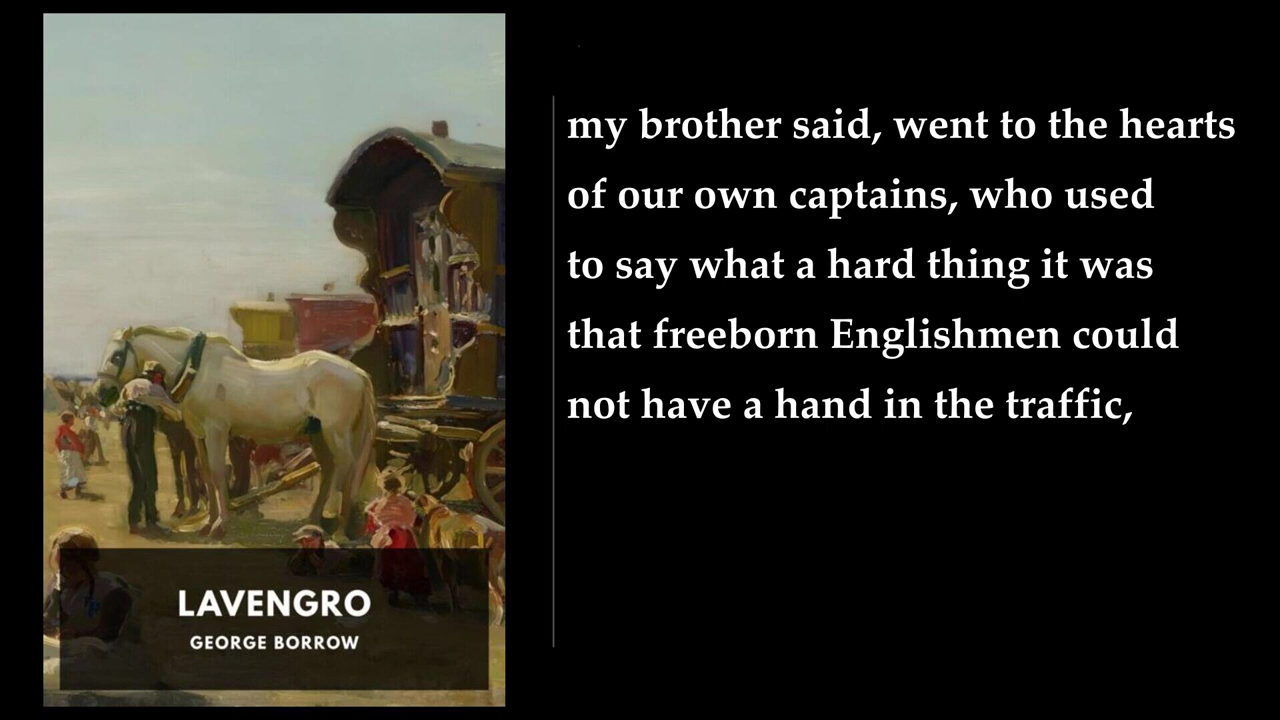 LAVENGRO
GEORGE BORROW
my brother said, went to the hearts
of our own captains, who used
to say what a hard thing it was
that freeborn Englishmen could
not have a hand in the traffic,